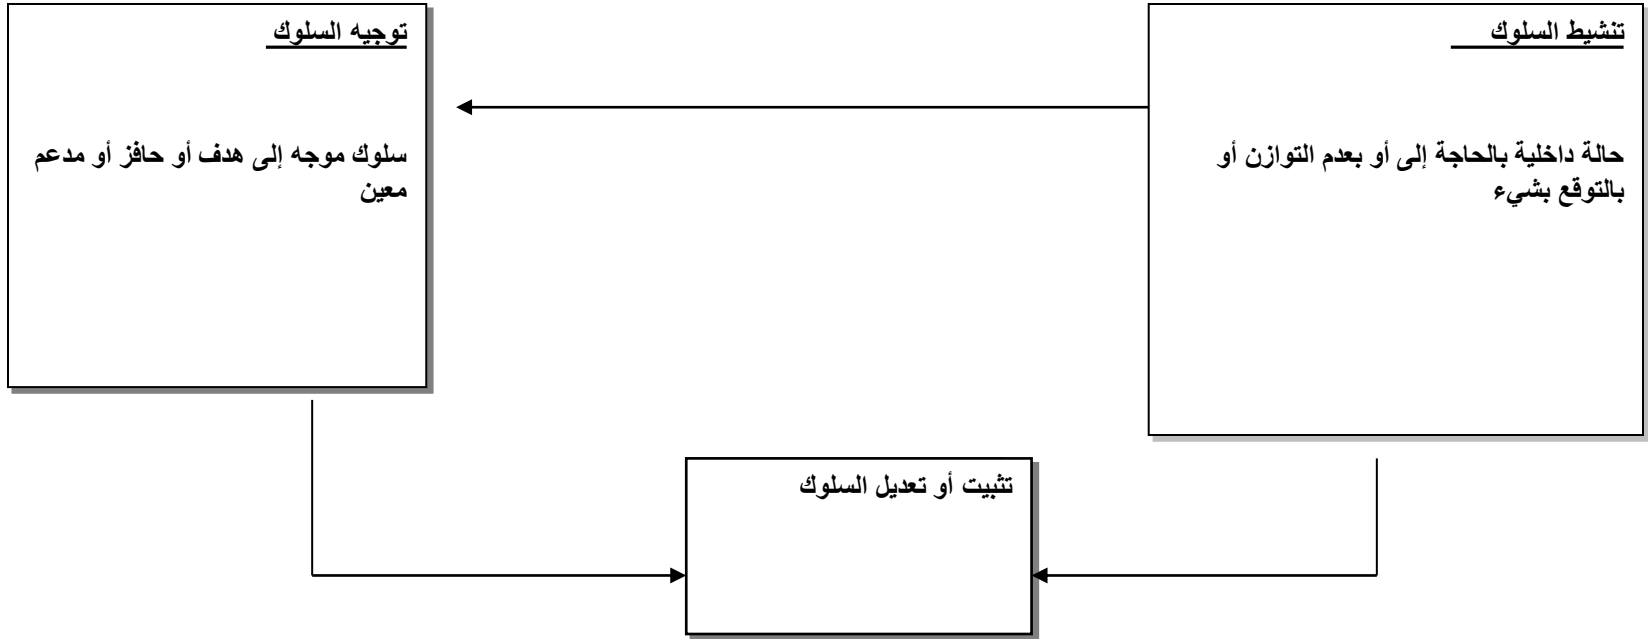 تنشيط السلوك
حالة داخلية بالحاجة إلى أو بعدم التوازن أو
بالتوقع بشيء
توجيه السلوك
سلوك موجه إلى هدف أو حافز أو مدعم
معين
تثبيت أو تعديل السلوك